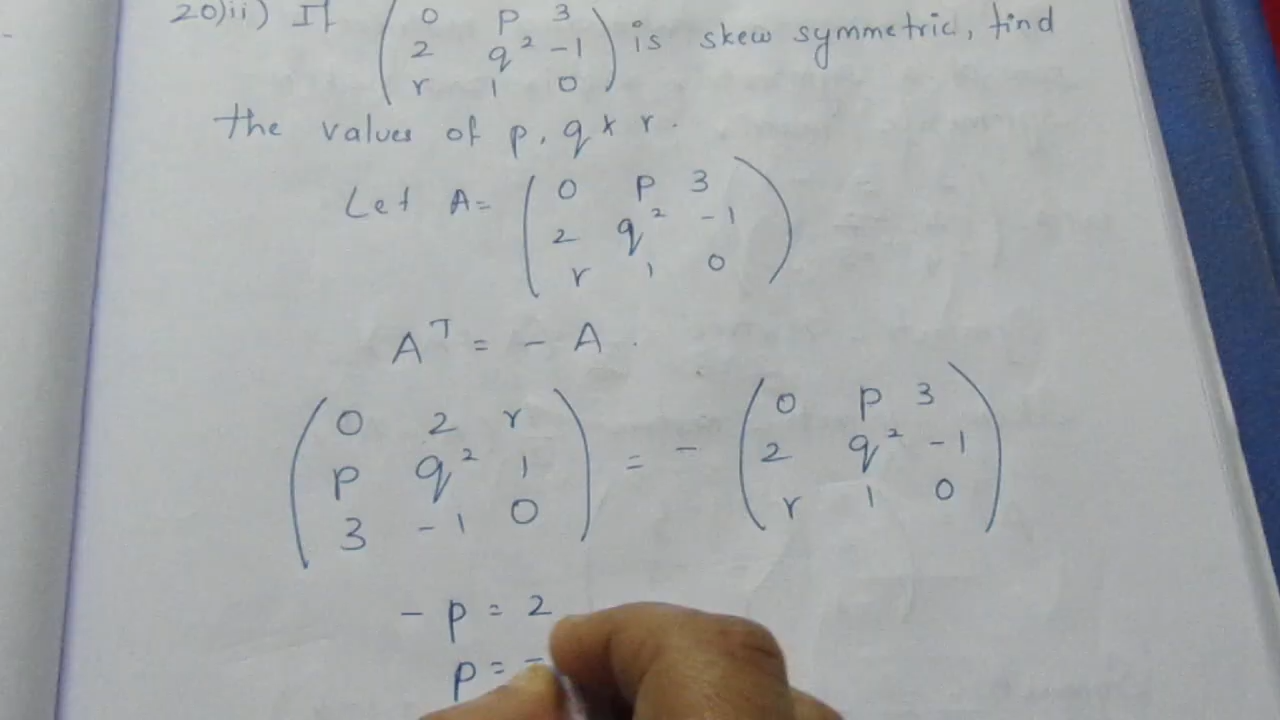 20)ii) If ( 0 p 3 ) is skew symmetric, find
2 q² -1
r 1 0
the values of p, q & r.
Let A = ( 0 p 3 )
2 q² -1
r 1 0
Aᵀ = - A .
( 0 2 r ) = - ( 0 p 3 )
p q² 1 2 q² -1
3 -1 0 r 1 0
- p = 2
p = -